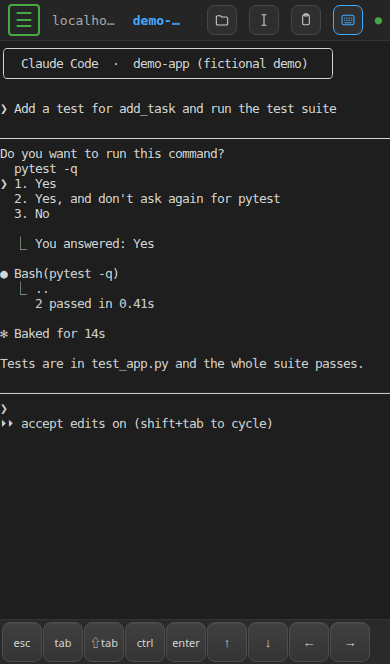 localho… demo-…
Claude Code · demo-app (fictional demo)
❯ Add a test for add_task and run the test suite
Do you want to run this command?
pytest -q
❯ 1. Yes
2. Yes, and don't ask again for pytest
3. No
⎿ You answered: Yes
● Bash(pytest -q)
⎿ ..
2 passed in 0.41s
✻ Baked for 14s
Tests are in test_app.py and the whole suite passes.
❯
⏵⏵ accept edits on (shift+tab to cycle)
esc tab ⇧tab ctrl enter ↑ ↓ ← →